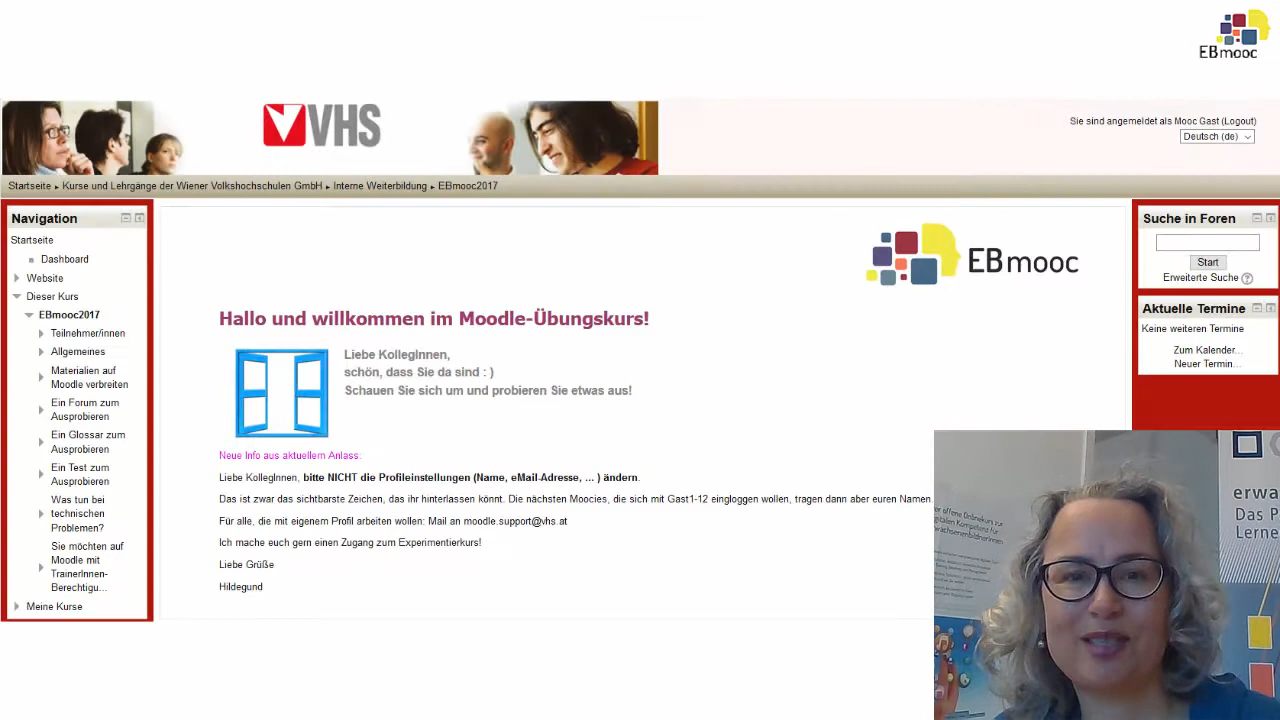 EBmooc
VHS
Sie sind angemeldet als Mooc Gast (Logout)
Deutsch (de)
Startseite ▸ Kurse und Lehrgänge der Wiener Volkshochschulen GmbH ▸ Interne Weiterbildung ▸ EBmooc2017
Navigation
Startseite
Dashboard
Website
Dieser Kurs
EBmooc2017
Teilnehmer/innen
Allgemeines
Materialien auf
Moodle verbreiten
Ein Forum zum
Ausprobieren
Ein Glossar zum
Ausprobieren
Ein Test zum
Ausprobieren
Was tun bei
technischen
Problemen?
Sie möchten auf
Moodle mit
TrainerInnen-
Berechtigu...
Meine Kurse
EBmooc
Hallo und willkommen im Moodle-Übungskurs!
Liebe KollegInnen,
schön, dass Sie da sind : )
Schauen Sie sich um und probieren Sie etwas aus!
Neue Info aus aktuellem Anlass:
Liebe KollegInn, bitte NICHT die Profileinstellungen (Name, eMail-Adresse, ... ) ändern.
Das ist zwar das sichtbarste Zeichen, das ihr hinterlassen könnt. Die nächsten Moocies, die sich mit Gast1-12 eingloggen wollen, tragen dann aber euren Namen.
Für alle, die mit eigenem Profil arbeiten wollen: Mail an moodle.support@vhs.at
Ich mache euch gern einen Zugang zum Experimentierkurs!
Liebe Grüße
Hildegund
Suche in Foren
Start
Erweiterte Suche
Aktuelle Termine
Keine weiteren Termine
Zum Kalender...
Neuer Termin...
erwa
Das P
Lerne